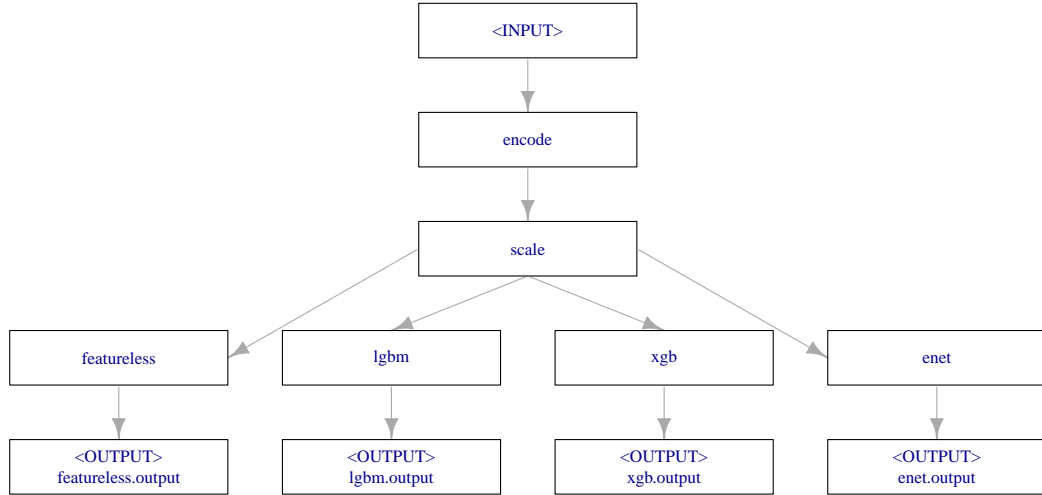 <INPUT>
encode
scale
featureless
lgbm
xgb
enet
<OUTPUT>
featureless.output
<OUTPUT>
lgbm.output
<OUTPUT>
xgb.output
<OUTPUT>
enet.output